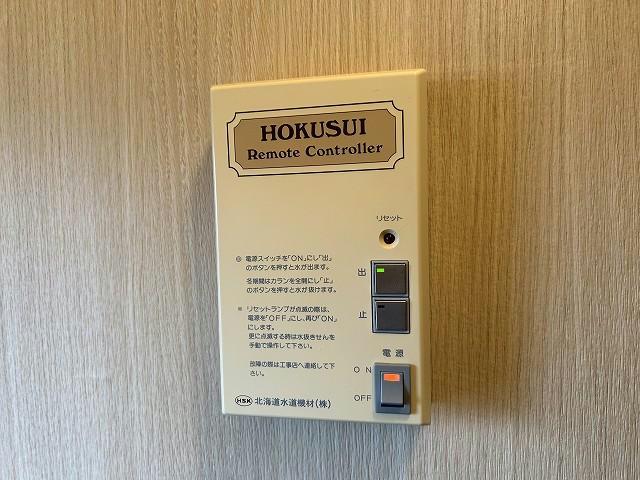 HOKUSUI
Remote Controller
リセット
◎ 電源スイッチを「ON」にし「出」
のボタンを押すと水が出ます。
冬期間はカランを全開にし「止」
のボタンを押すと水が抜けます。
※ リセットランプが点滅の際は、
電源を「OFF」にし、再び「ON」
にします。
更に点滅する時は水抜きせんを
手動で操作して下さい。
故障の際は工事店へ連絡して下
さい。
出
止
電源
ON
OFF
HSK 北海道水道機材(株)